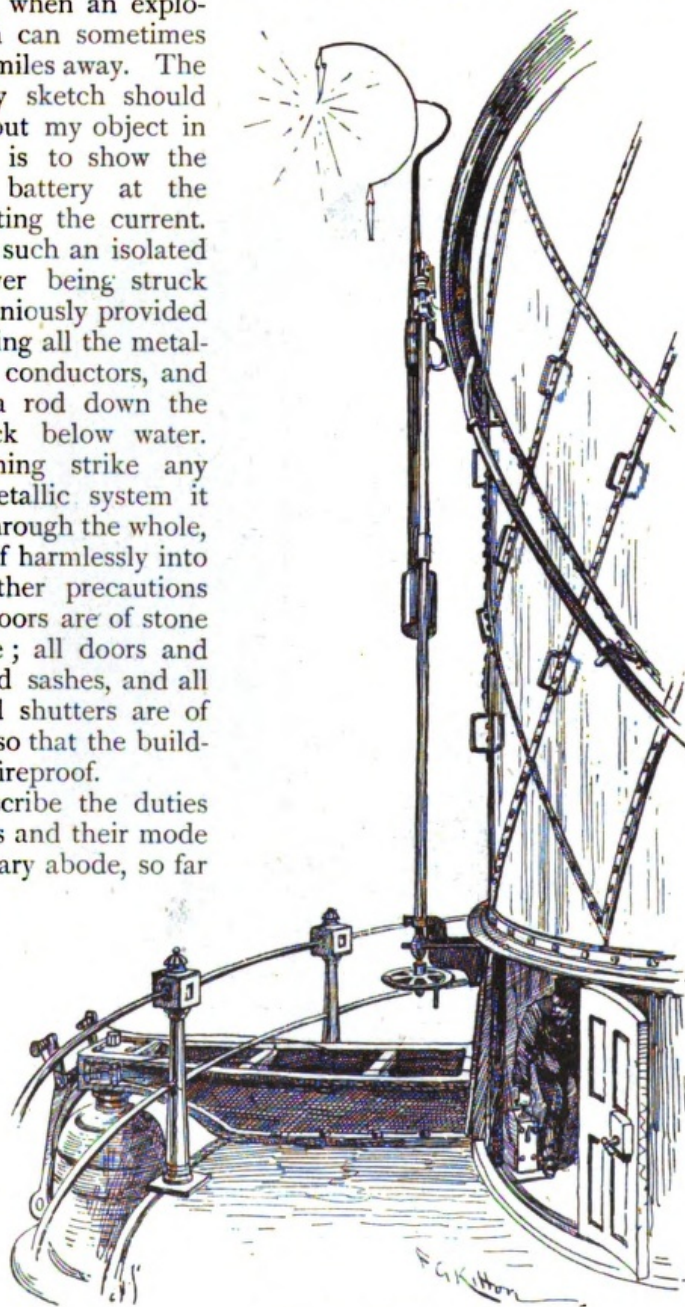 when an explo-
can sometimes
miles away. The
sketch should
but my object in
is to show the
battery at the
ting the current.
such an isolated
er being struck
niously provided
ing all the metal-
conductors, and
a rod down the
ck below water.
ning strike any
etallic system it
hrough the whole,
f harmlessly into
ther precautions
oors are of stone
e; all doors and
d sashes, and all
l shutters are of
so that the build-
ireproof.
cribe the duties
s and their mode
ary abode, so far
F G Kitton